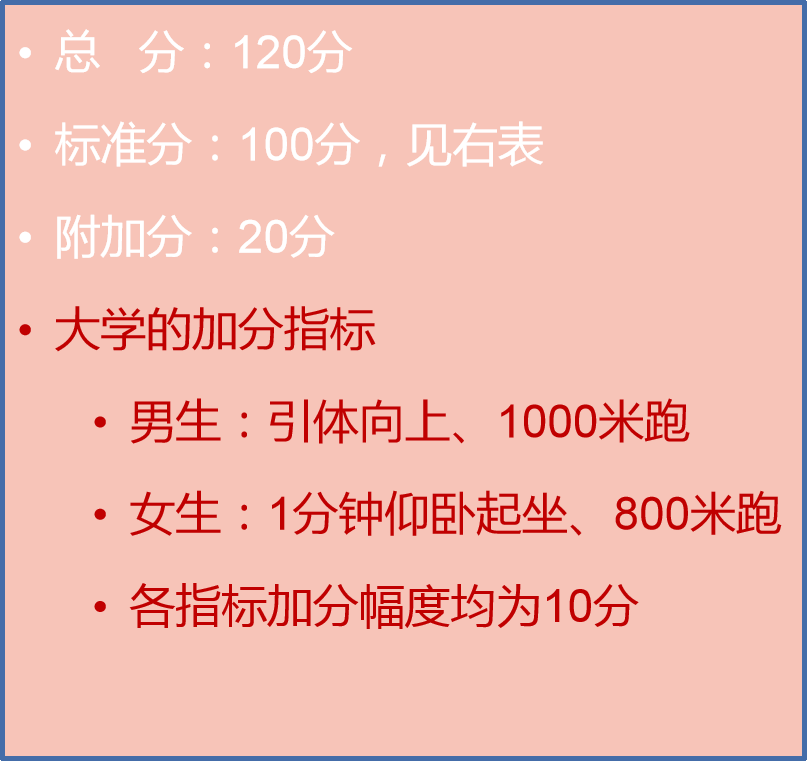 • 总 分：120分
• 标准分：100分，见右表
• 附加分：20分
• 大学的加分指标
• 男生：引体向上、1000米跑
• 女生：1分钟仰卧起坐、800米跑
• 各指标加分幅度均为10分